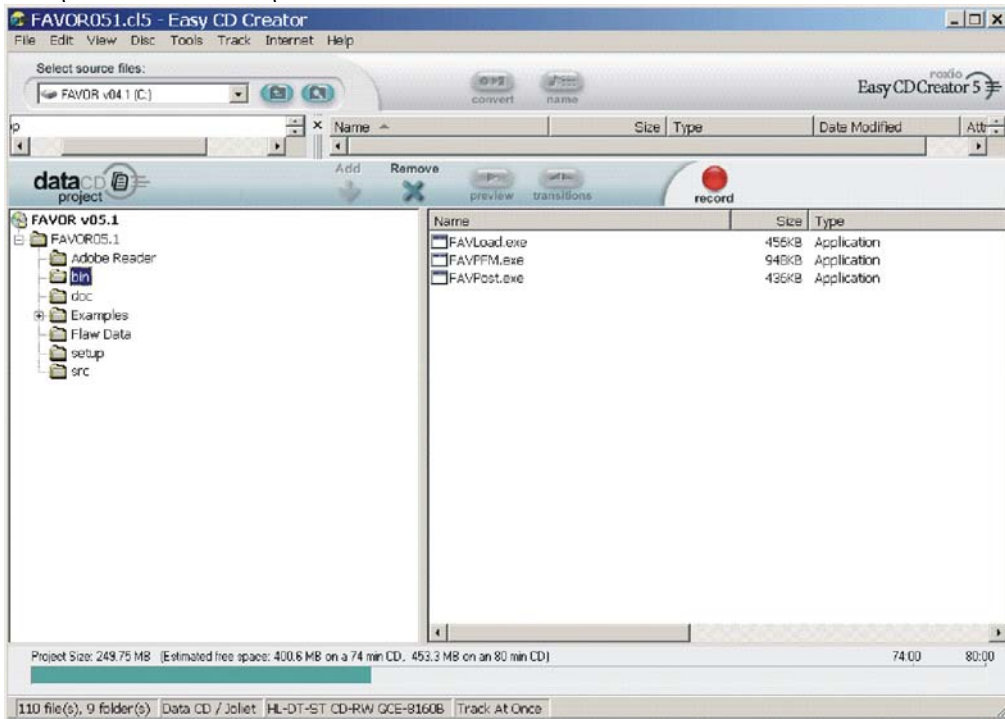 FAVOR051.cl5 - Easy CD Creator
File Edit View Disc Tools Track Internet Help
Select source files:
FAVOR v04.1 (C:)
convert name
roxio
Easy CD Creator 5
Name Size Type Date Modified
data CD
project
Add Remove
preview transitions
record
FAVOR v05.1
FAVOR05.1
Adobe Reader
bin
doc
Examples
Flaw Data
setup
src
Name Size Type
FAVLoad.exe 456KB Application
FAVPFM.exe 948KB Application
FAVPost.exe 436KB Application
Project Size: 249.75 MB (Estimated free space: 400.6 MB on a 74 min CD, 453.3 MB on an 80 min CD)
74:00 80:00
110 file(s), 9 folder(s) Data CD / Joliet HL-DT-ST CD-RW GCE-8160B Track At Once